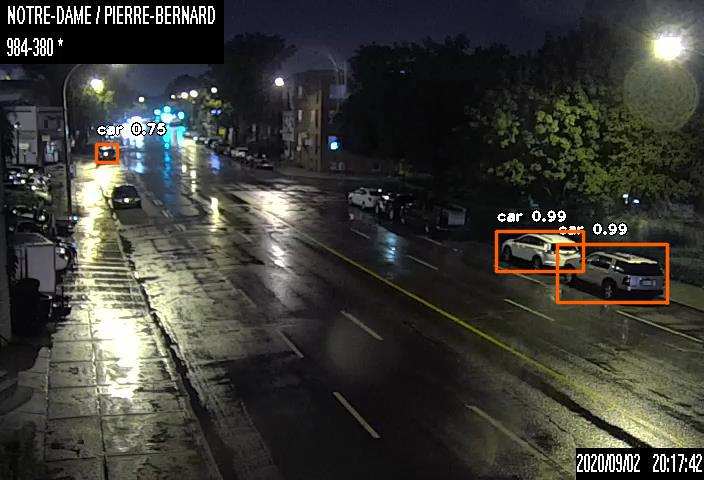 NOTRE-DAME / PIERRE-BERNARD
984-380 *
car 0.75
car 0.99
car 0.99
2020/09/02 20:17:42